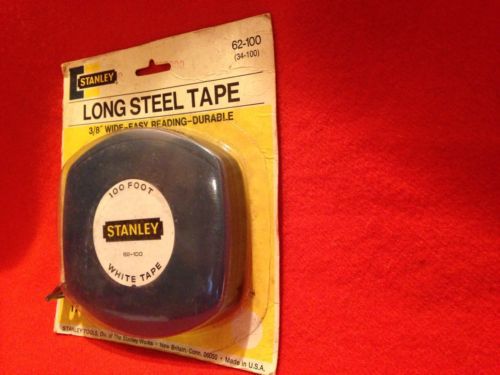 STANLEY
62-100
(34-100)
LONG STEEL TAPE
3/8" WIDE-EASY READING-DURABLE
100 FOOT
STANLEY
62-100
WHITE TAPE
STANLEY TOOLS, Div. of The Stanley Works • New Britain, Conn. 06050 • Made in U.S.A.